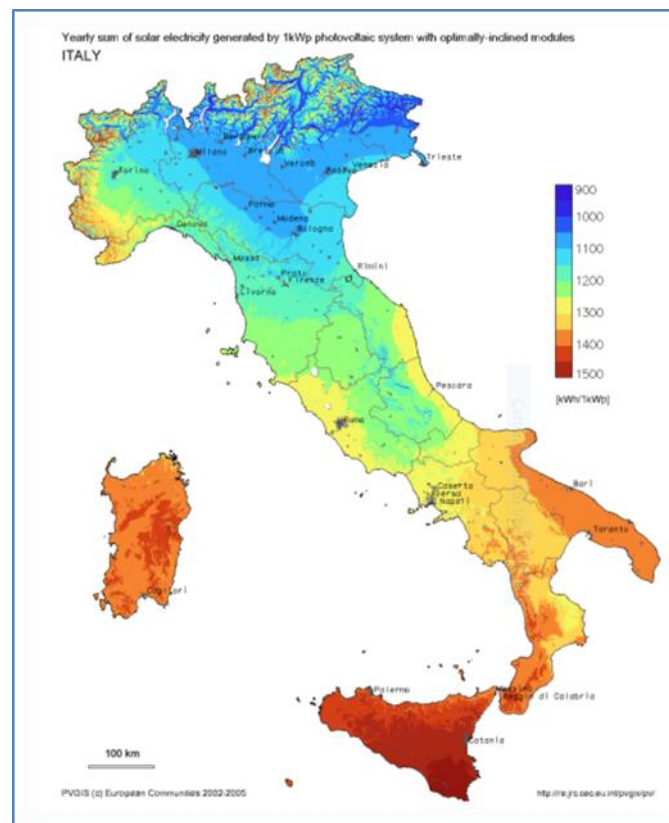 Yearly sum of solar electricity generated by 1kWp photovoltaic system with optimally-inclined modules
ITALY
Milano
Verona
Padova
Venezia
Trieste
Torino
Parma
Modena
Bologna
Genova
Massa
Rimini
Prato
Firenze
Livorno
Pescara
Roma
Caserta
Napoli
Bari
Taranto
Cagliari
Palermo
Reggio di Calabria
Catania
900
1000
1100
1200
1300
1400
1500
[kWh/1kWp]
100 km
PVGIS (c) European Communities 2002-2005
http://re.jrc.cec.eu.int/pvgis/pv/